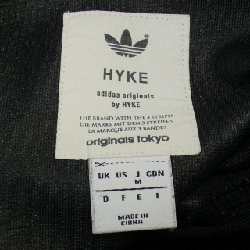 HYKE
adidas originals
by HYKE
THE BRAND WITH THE 3 STRIPES
DIE MARKE MIT DEN 3 STREIFEN
LA MARQUE AUX 3 BANDES
originals tokyo
UK US J CDN
M
D F E I
MADE IN
CHINA